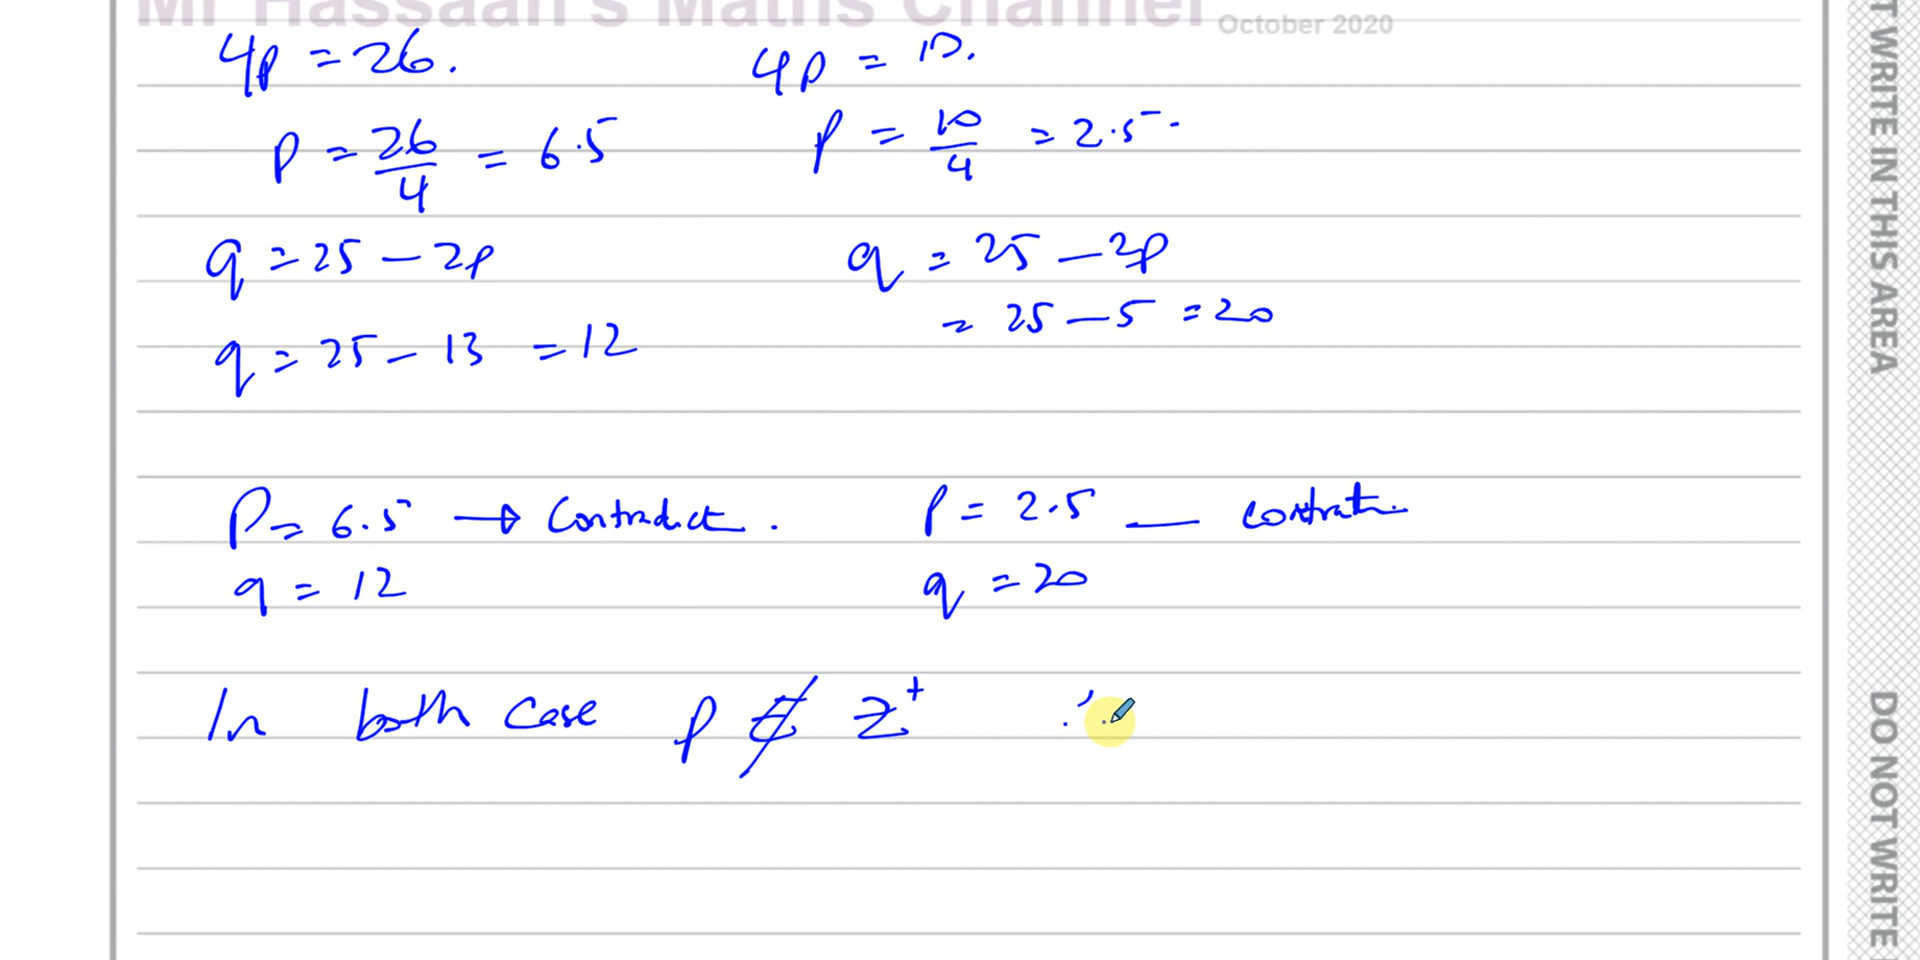 Mr Hassaan's Maths Channel
October 2020
4p = 26.
p = 26/4 = 6.5
q = 25 - 2p
q = 25 - 13 = 12
4p = 10.
p = 10/4 = 2.5.
q = 25 - 2p
= 25 - 5 = 20
P = 6.5 → Contradict.
q = 12
p = 2.5 —
q = 20
In both case p ∉ Z⁺ ∴
T WRITE IN THIS AREA
DO NOT WRITE